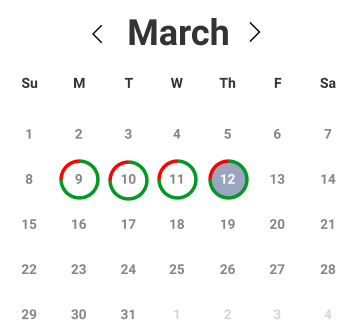 March
Su M T W Th F Sa
1 2 3 4 5 6 7
8 9 10 11 12 13 14
15 16 17 18 19 20 21
22 23 24 25 26 27 28
29 30 31 1 2 3 4